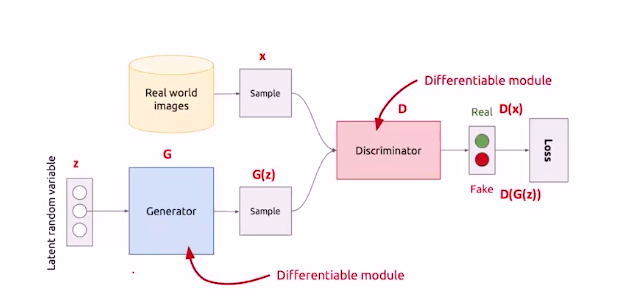 x
Real world
images
Sample
Differentiable module
D
Real
D(x)
Discriminator
Loss
Fake
D(G(z))
Latent random variable
z
G
Generator
G(z)
Sample
Differentiable module